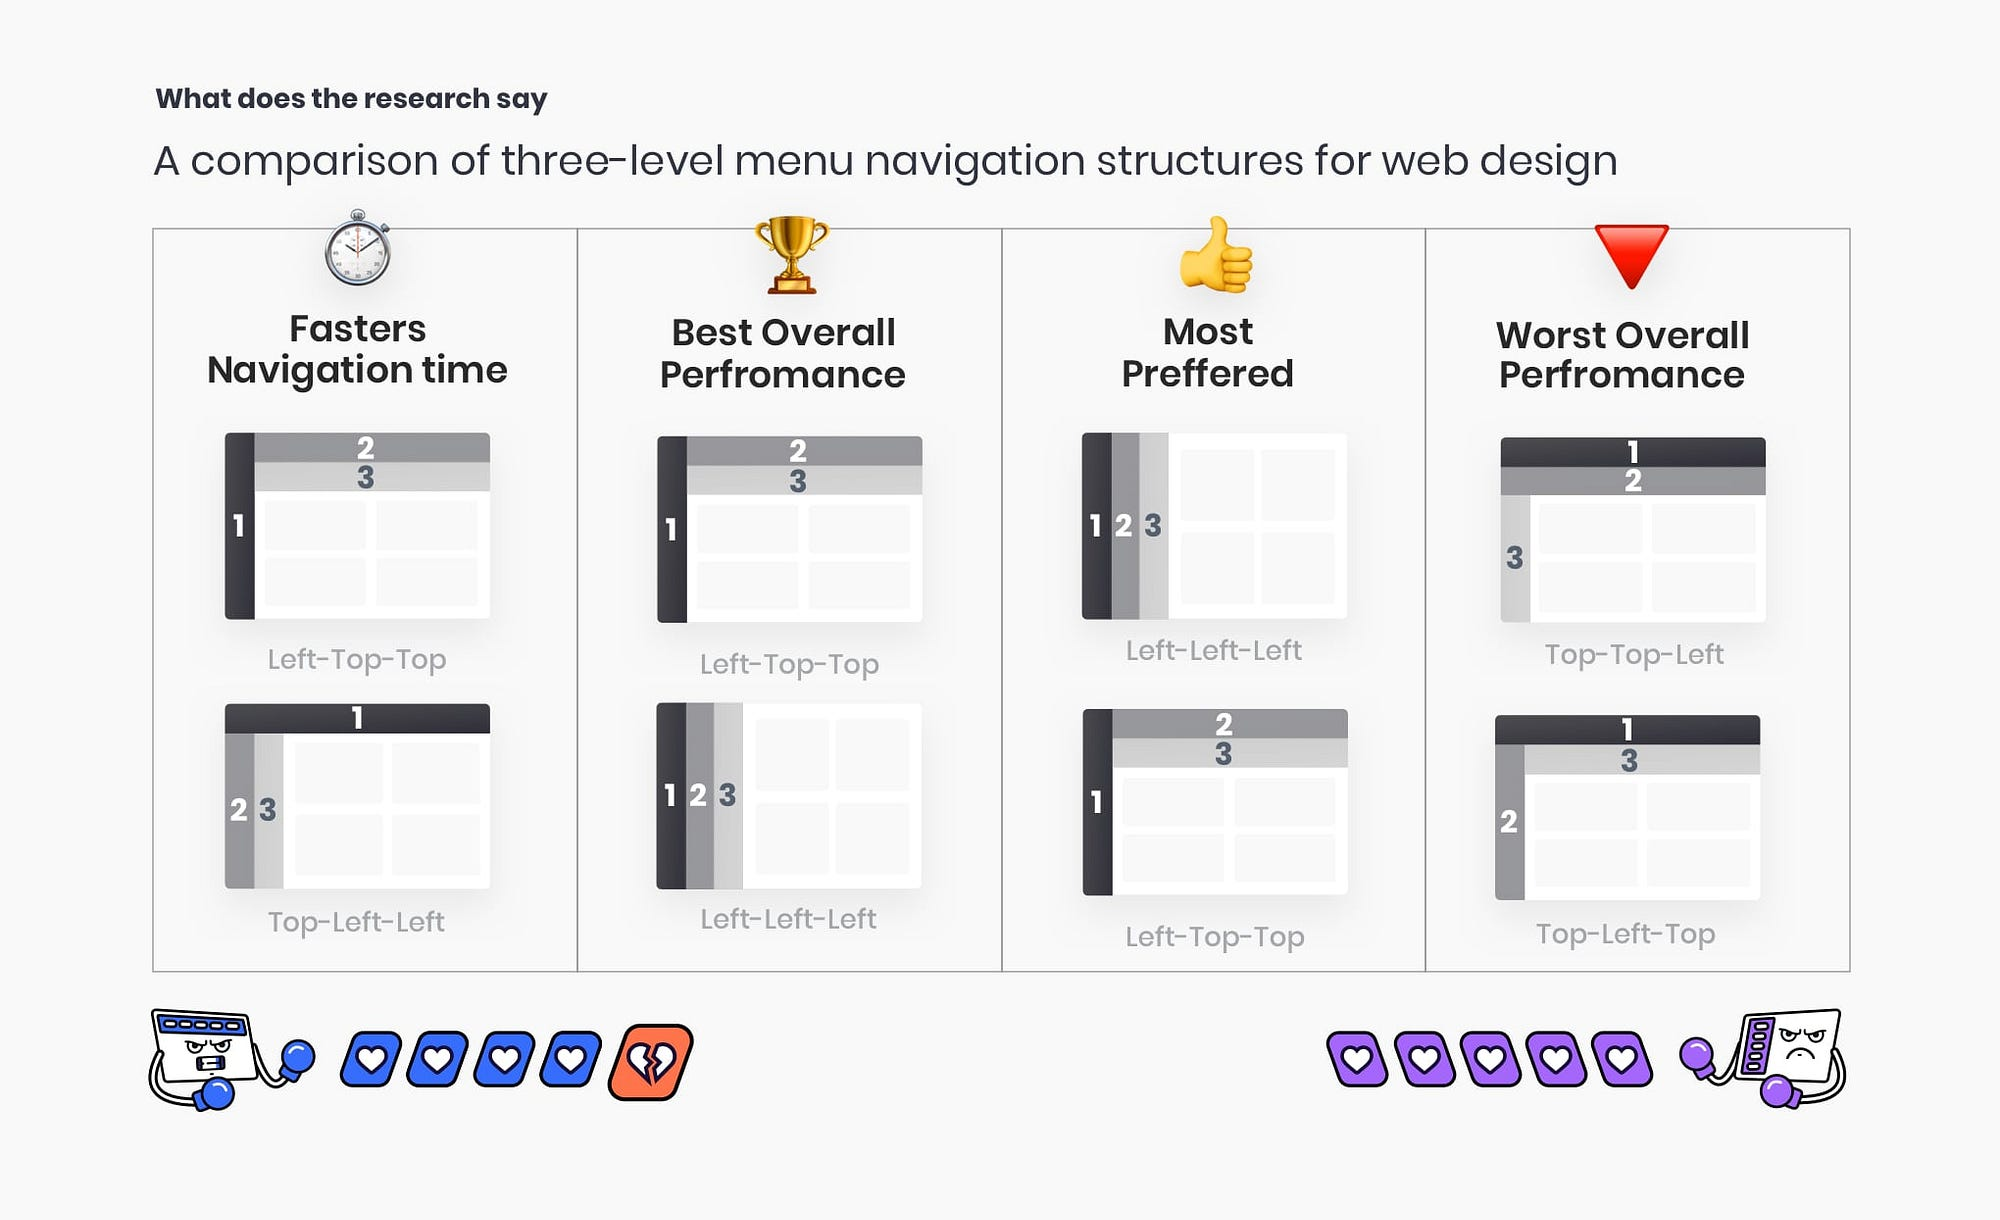 What does the research say
A comparison of three-level menu navigation structures for web design
Fasters
Navigation time
2
3
1
Left-Top-Top
1
2 3
Top-Left-Left
Best Overall
Perfromance
2
3
1
Left-Top-Top
1 2 3
Left-Left-Left
Most
Preffered
1 2 3
Left-Left-Left
2
3
1
Left-Top-Top
Worst Overall
Perfromance
1
2
3
Top-Top-Left
1
3
2
Top-Left-Top